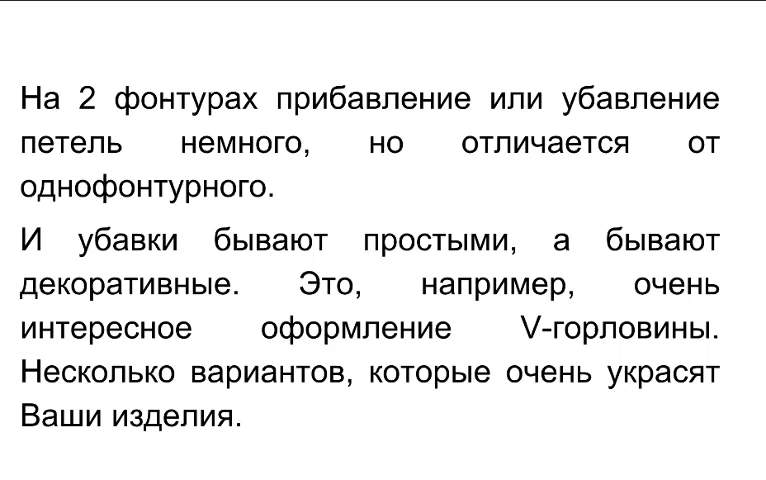 На 2 фонтурах прибавление или убавление
петель немного, но отличается от
однофонтурного.
И убавки бывают простыми, а бывают
декоративные. Это, например, очень
интересное оформление V-горловины.
Несколько вариантов, которые очень украсят
Ваши изделия.